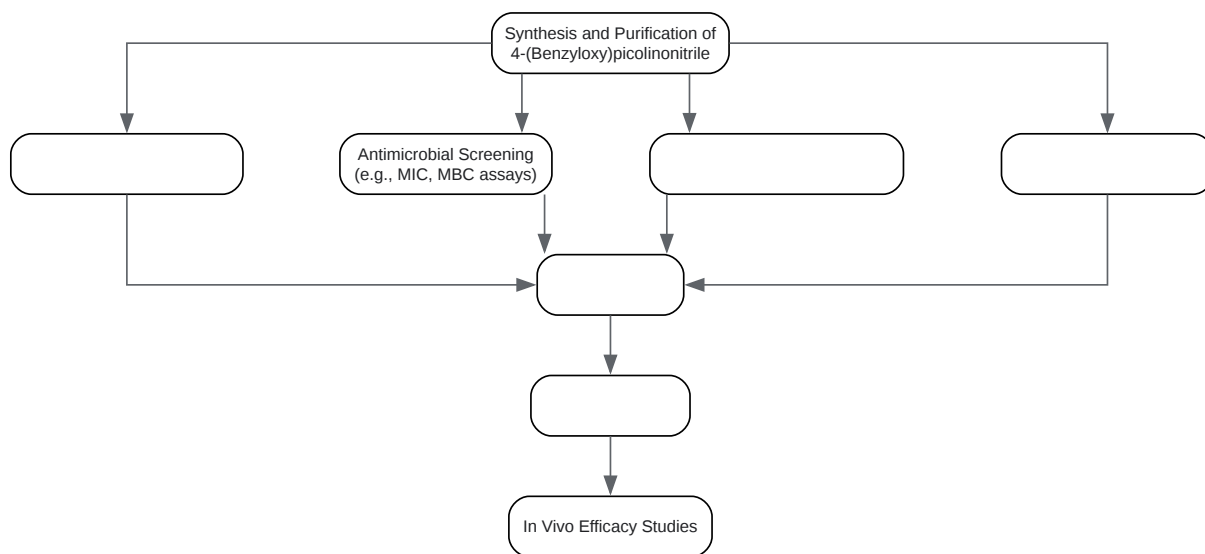 Synthesis and Purification of
4-(Benzyloxy)picolinonitrile
Antimicrobial Screening
(e.g., MIC, MBC assays)
In Vivo Efficacy Studies